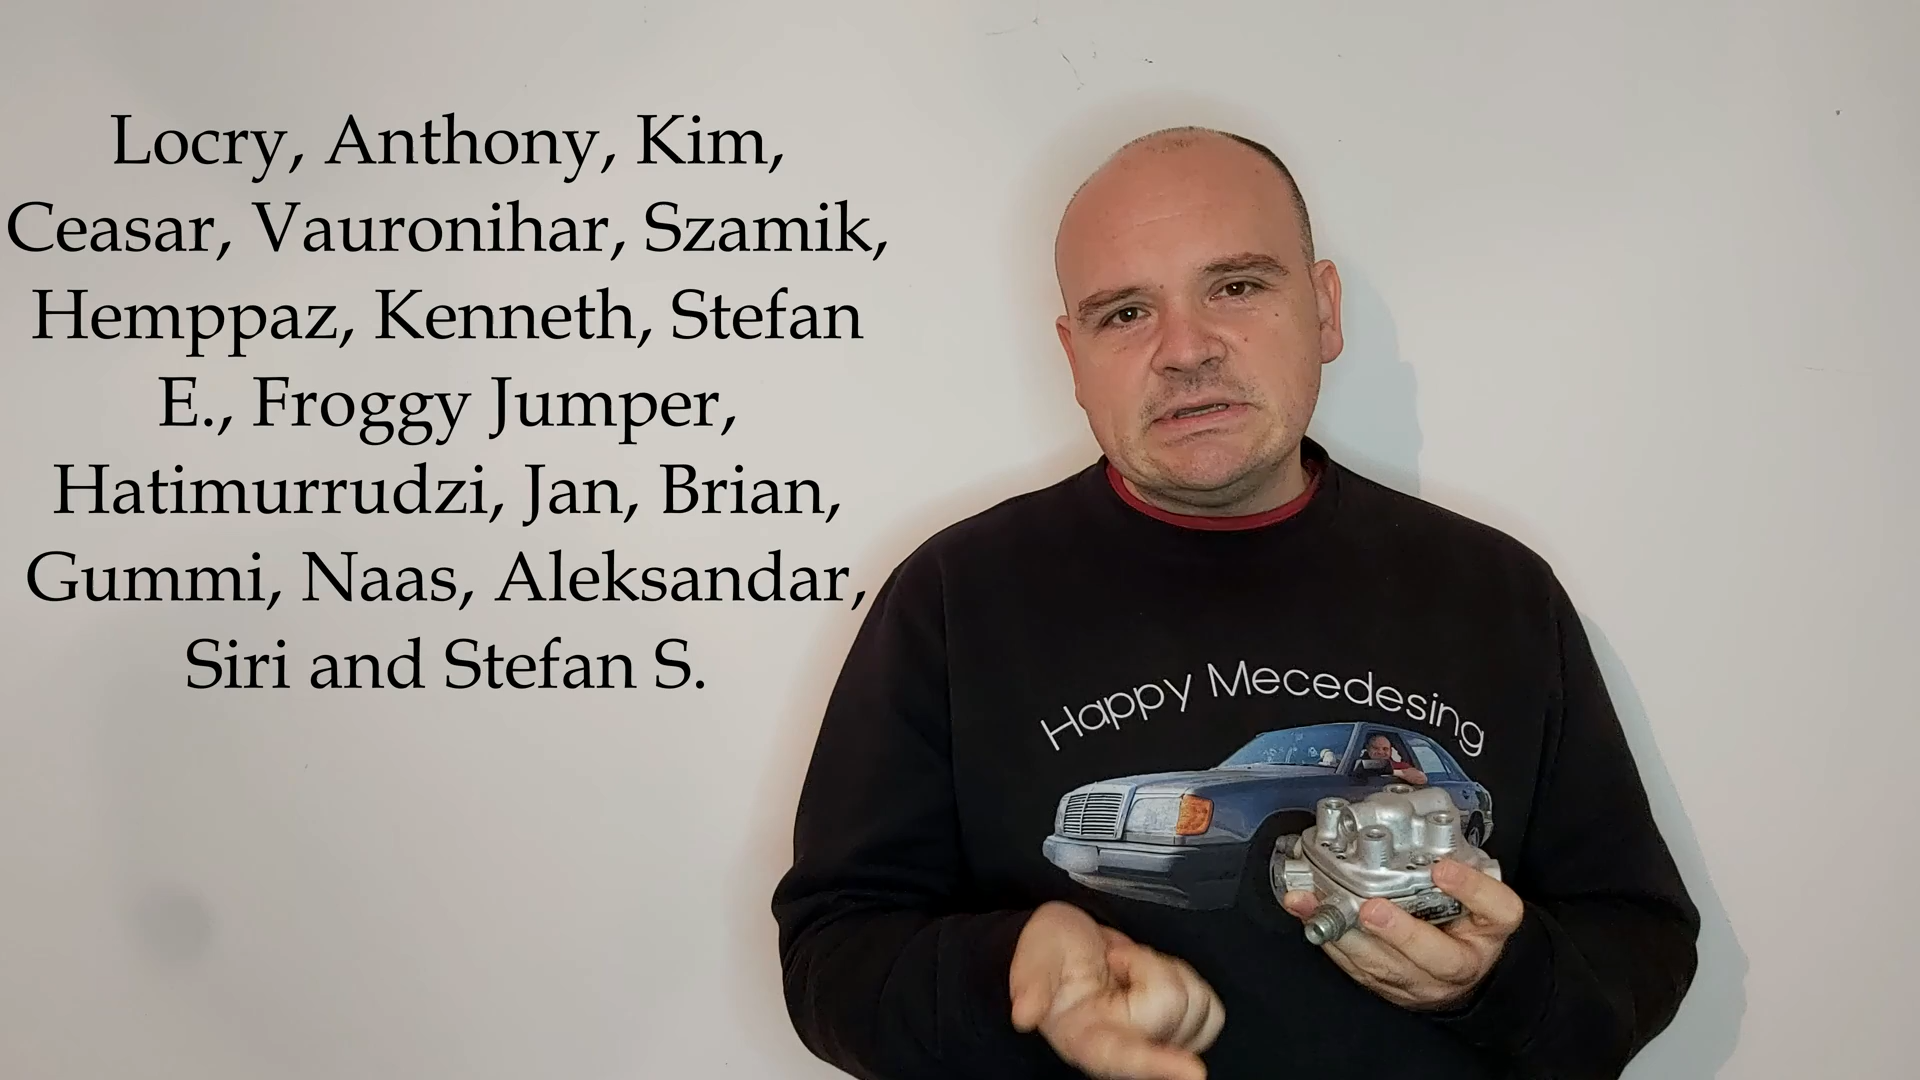 Locry, Anthony, Kim,
Ceasar, Vauronihar, Szamik,
Hemppaz, Kenneth, Stefan
E., Froggy Jumper,
Hatimurrudzi, Jan, Brian,
Gummi, Naas, Aleksandar,
Siri and Stefan S.
Happy Mecedesing